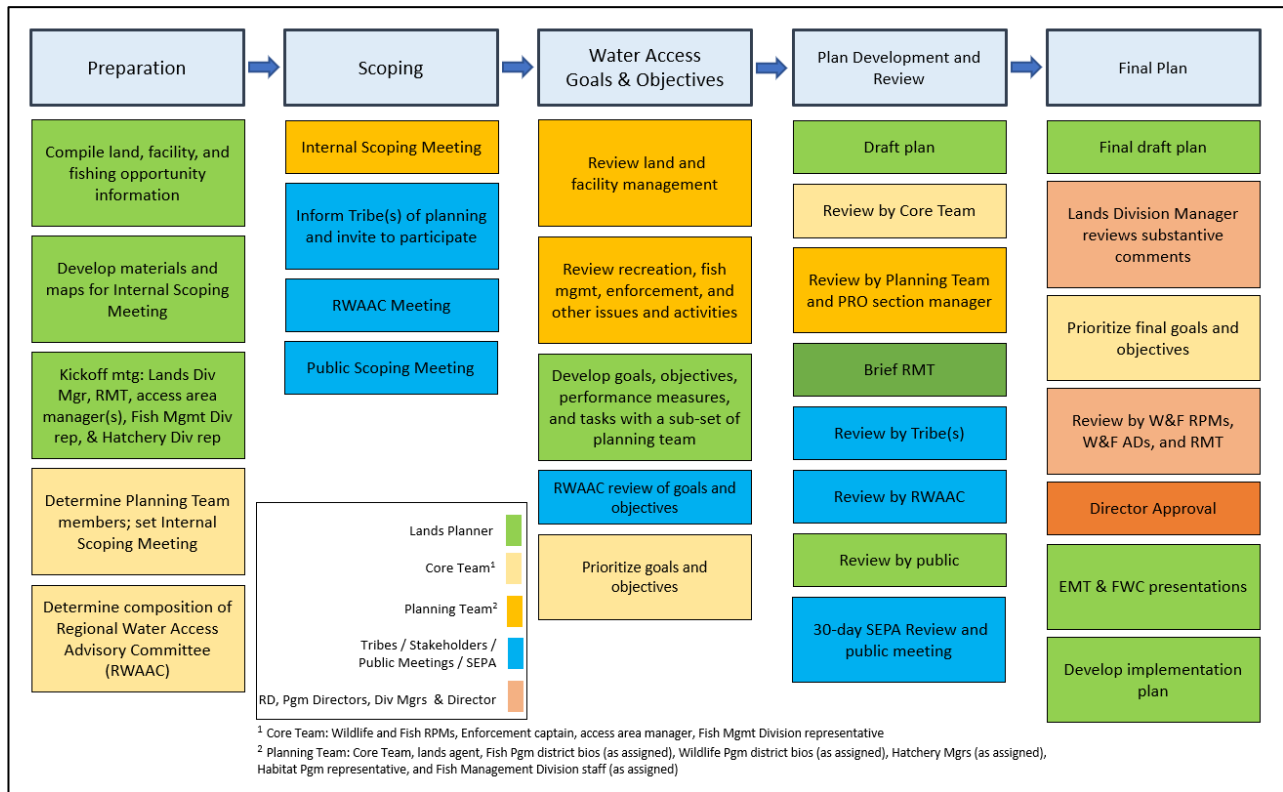 Preparation
Scoping
Water Access
Goals & Objectives
Plan Development and
Review
Final Plan
Compile land, facility, and
fishing opportunity
information
Develop materials and
maps for Internal Scoping
Meeting
Kickoff mtg: Lands Div
Mgr, RMT, access area
manager(s), Fish Mgmt Div
rep, & Hatchery Div rep
Determine Planning Team
members; set Internal
Scoping Meeting
Determine composition of
Regional Water Access
Advisory Committee
(RWAAC)
Internal Scoping Meeting
Inform Tribe(s) of planning
and invite to participate
RWAAC Meeting
Public Scoping Meeting
Lands Planner
Core Team1
Planning Team2
Tribes / Stakeholders /
Public Meetings / SEPA
RD, Pgm Directors, Div Mgrs & Director
Review land and
facility management
Review recreation, fish
mgmt, enforcement, and
other issues and activities
Develop goals, objectives,
performance measures,
and tasks with a sub-set of
planning team
RWAAC review of goals and
objectives
Prioritize goals and
objectives
Draft plan
Review by Core Team
Review by Planning Team
and PRO section manager
Brief RMT
Review by Tribe(s)
Review by RWAAC
Review by public
30-day SEPA Review and
public meeting
Final draft plan
Lands Division Manager
reviews substantive
comments
Prioritize final goals and
objectives
Review by W&F RPMs,
W&F ADs, and RMT
Director Approval
EMT & FWC presentations
Develop implementation
plan
1 Core Team: Wildlife and Fish RPMs, Enforcement captain, access area manager, Fish Mgmt Division representative
2 Planning Team: Core Team, lands agent, Fish Pgm district bios (as assigned), Wildlife Pgm district bios (as assigned), Hatchery Mgrs (as assigned),
Habitat Pgm representative, and Fish Management Division staff (as assigned)